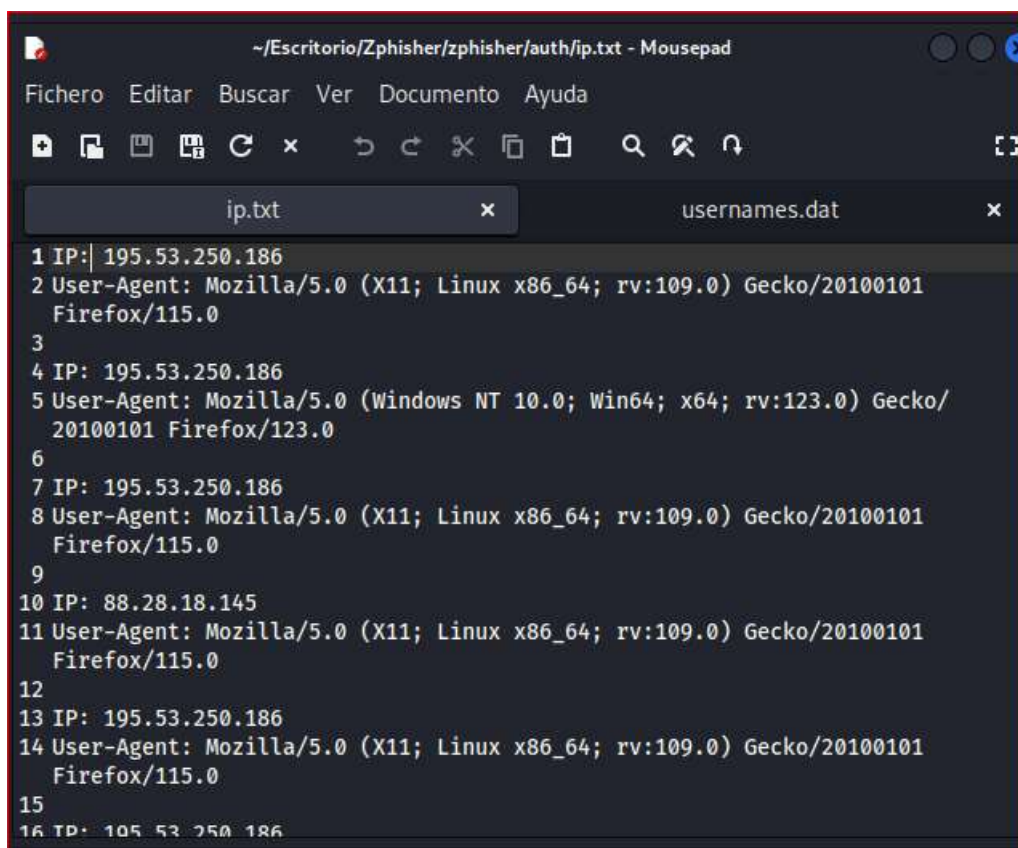 ~/Escritorio/Zphisher/zphisher/auth/ip.txt - Mousepad
Fichero Editar Buscar Ver Documento Ayuda
ip.txt × usernames.dat ×
1 IP: 195.53.250.186
2 User-Agent: Mozilla/5.0 (X11; Linux x86_64; rv:109.0) Gecko/20100101
Firefox/115.0
3
4 IP: 195.53.250.186
5 User-Agent: Mozilla/5.0 (Windows NT 10.0; Win64; x64; rv:123.0) Gecko/
20100101 Firefox/123.0
6
7 IP: 195.53.250.186
8 User-Agent: Mozilla/5.0 (X11; Linux x86_64; rv:109.0) Gecko/20100101
Firefox/115.0
9
10 IP: 88.28.18.145
11 User-Agent: Mozilla/5.0 (X11; Linux x86_64; rv:109.0) Gecko/20100101
Firefox/115.0
12
13 IP: 195.53.250.186
14 User-Agent: Mozilla/5.0 (X11; Linux x86_64; rv:109.0) Gecko/20100101
Firefox/115.0
15
16 IP: 195.53.250.186